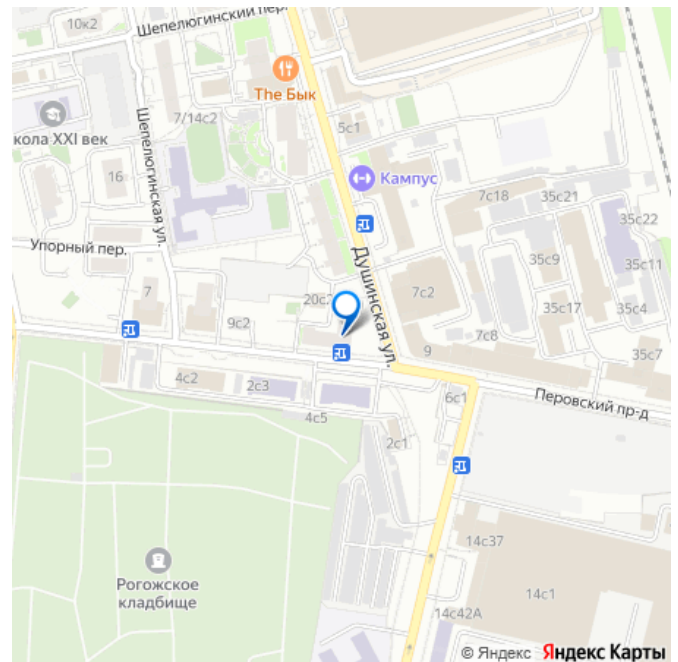 10к2
Шепелюгинский пер.
The Бык
7/14с2
5с1
кола XXI век
Шепелюгинская ул.
16
Кампус
7с18
35с21
35с22
Упорный пер.
Душинская ул.
35с9
35с11
7
20с2
7с2
35с17
35с4
9с2
7с8
9
35с7
4с2
2с3
6с1
Перовский пр-д
4с5
2с1
14с37
Рогожское
кладбище
14с1
14с42А
© Яндекс Яндекс Карты